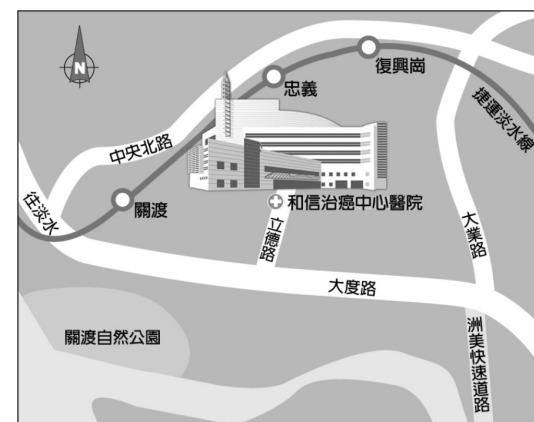 N
復興崗
忠義
捷運淡水線
中央北路
關渡
往淡水
和信治癌中心醫院
立德路
大業路
大度路
關渡自然公園
洲美快速道路